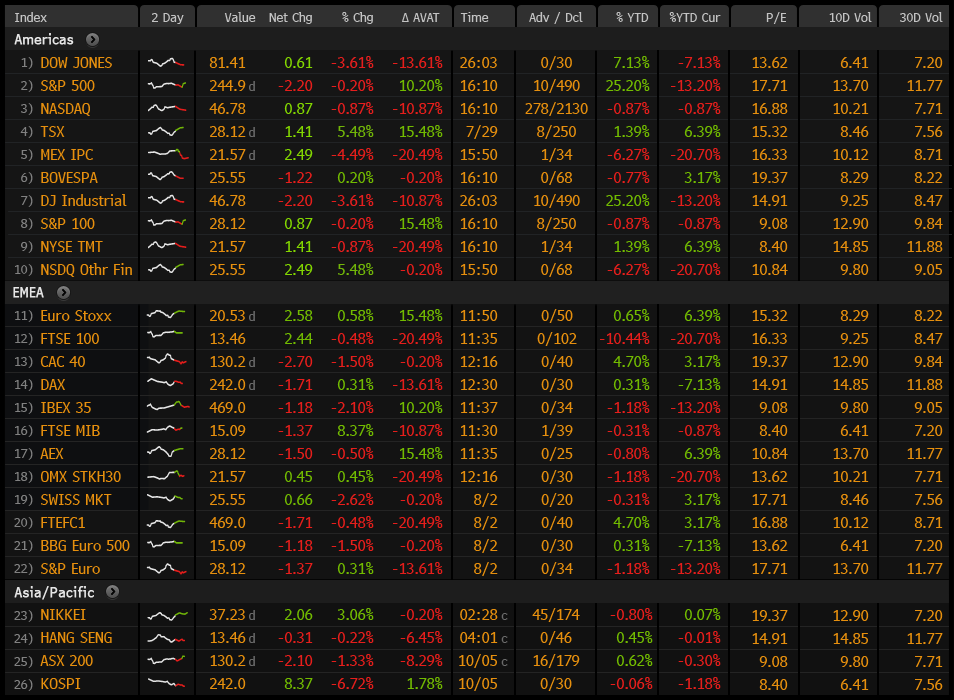 Index 2 Day Value Net Chg % Chg Δ AVAT Time Adv / Dcl % YTD %YTD Cur P/E 10D Vol 30D Vol
Americas
1) DOW JONES 81.41 0.61 -3.61% -13.61% 26:03 0/30 7.13% -7.13% 13.62 6.41 7.20
2) S&P 500 244.9 d -2.20 -0.20% 10.20% 16:10 10/490 25.20% -13.20% 17.71 13.70 11.77
3) NASDAQ 46.78 0.87 -0.87% -10.87% 16:10 278/2130 -0.87% -0.87% 16.88 10.21 7.71
4) TSX 28.12 d 1.41 5.48% 15.48% 7/29 8/250 1.39% 6.39% 15.32 8.46 7.56
5) MEX IPC 21.57 d 2.49 -4.49% -20.49% 15:50 1/34 -6.27% -20.70% 16.33 10.12 8.71
6) BOVESPA 25.55 -1.22 0.20% -0.20% 16:10 0/68 -0.77% 3.17% 19.37 8.29 8.22
7) DJ Industrial 46.78 -2.20 -3.61% -10.87% 26:03 10/490 25.20% -13.20% 14.91 9.25 8.47
8) S&P 100 28.12 0.87 -0.20% 15.48% 16:10 8/250 -0.87% -0.87% 9.08 12.90 9.84
9) NYSE TMT 21.57 1.41 -0.87% -20.49% 16:10 1/34 1.39% 6.39% 8.40 14.85 11.88
10) NSDQ Othr Fin 25.55 2.49 5.48% -0.20% 15:50 0/68 -6.27% -20.70% 10.84 9.80 9.05
EMEA
11) Euro Stoxx 20.53 d 2.58 0.58% 15.48% 11:50 0/50 0.65% 6.39% 15.32 8.29 8.22
12) FTSE 100 13.46 2.44 -0.48% -20.49% 11:35 0/102 -10.44% -20.70% 16.33 9.25 8.47
13) CAC 40 130.2 d -2.70 -1.50% -0.20% 12:16 0/40 4.70% 3.17% 19.37 12.90 9.84
14) DAX 242.0 d -1.71 0.31% -13.61% 12:30 0/30 0.31% -7.13% 14.91 14.85 11.88
15) IBEX 35 469.0 -1.18 -2.10% 10.20% 11:37 0/34 -1.18% -13.20% 9.08 9.80 9.05
16) FTSE MIB 15.09 -1.37 8.37% -10.87% 11:30 1/39 -0.31% -0.87% 8.40 6.41 7.20
17) AEX 28.12 -1.50 -0.50% 15.48% 11:35 0/25 -0.80% 6.39% 10.84 13.70 11.77
18) OMX STKH30 21.57 0.45 0.45% -20.49% 12:16 0/30 -1.18% -20.70% 13.62 10.21 7.71
19) SWISS MKT 25.55 0.66 -2.62% -0.20% 8/2 0/20 -0.31% 3.17% 17.71 8.46 7.56
20) FTEFC1 469.0 -1.71 -0.48% -20.49% 8/2 0/40 4.70% 3.17% 16.88 10.12 8.71
21) BBG Euro 500 15.09 -1.18 -1.50% -0.20% 8/2 0/30 0.31% -7.13% 13.62 6.41 7.20
22) S&P Euro 28.12 -1.37 0.31% -13.61% 8/2 0/34 -1.18% -13.20% 17.71 13.70 11.77
Asia/Pacific
23) NIKKEI 37.23 d 2.06 3.06% -0.20% 02:28 c 45/174 -0.80% 0.07% 19.37 12.90 7.20
24) HANG SENG 13.46 d -0.31 -0.22% -6.45% 04:01 c 0/46 0.45% -0.01% 14.91 14.85 11.77
25) ASX 200 130.2 d -2.10 -1.33% -8.29% 10/05 c 16/179 0.62% -0.30% 9.08 9.80 7.71
26) KOSPI 242.0 8.37 -6.72% 1.78% 10/05 0/30 -0.06% -1.18% 8.40 6.41 7.56